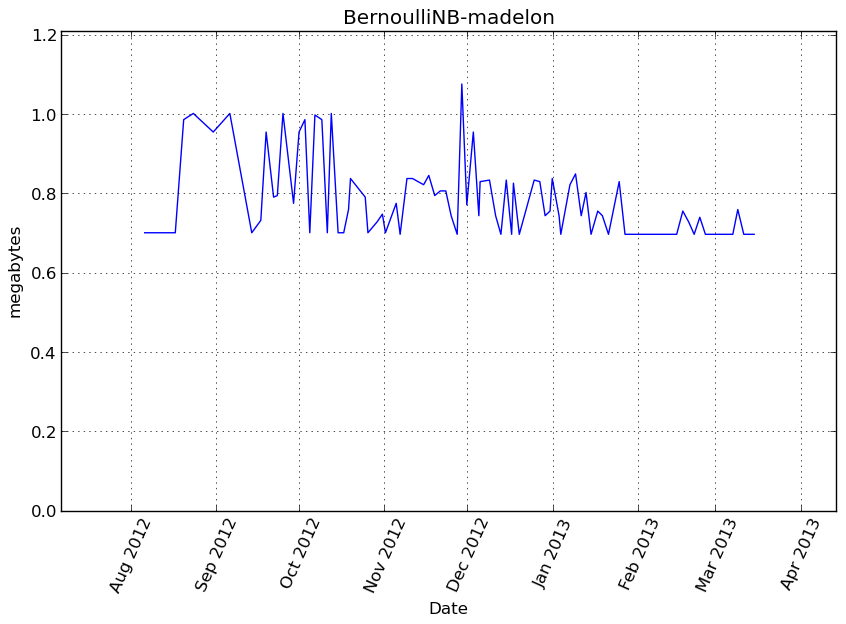 BernoulliNB-madelon
1.2
1.0
0.8
0.6
0.4
0.2
0.0
megabytes
Aug 2012
Sep 2012
Oct 2012
Nov 2012
Dec 2012
Jan 2013
Feb 2013
Mar 2013
Apr 2013
Date